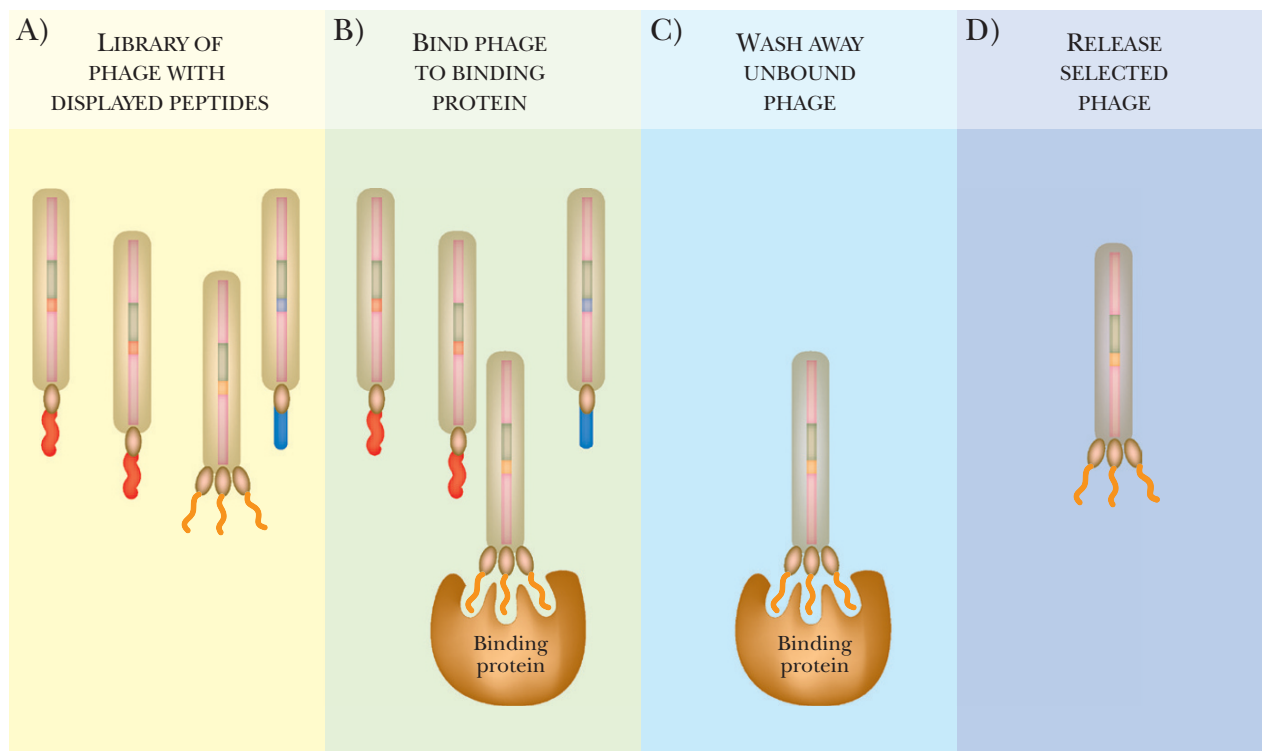 A)
LIBRARY OF
PHAGE WITH
DISPLAYED PEPTIDES
B)
BIND PHAGE
TO BINDING
PROTEIN
C)
WASH AWAY
UNBOUND
PHAGE
D)
RELEASE
SELECTED
PHAGE
Binding
protein
Binding
protein